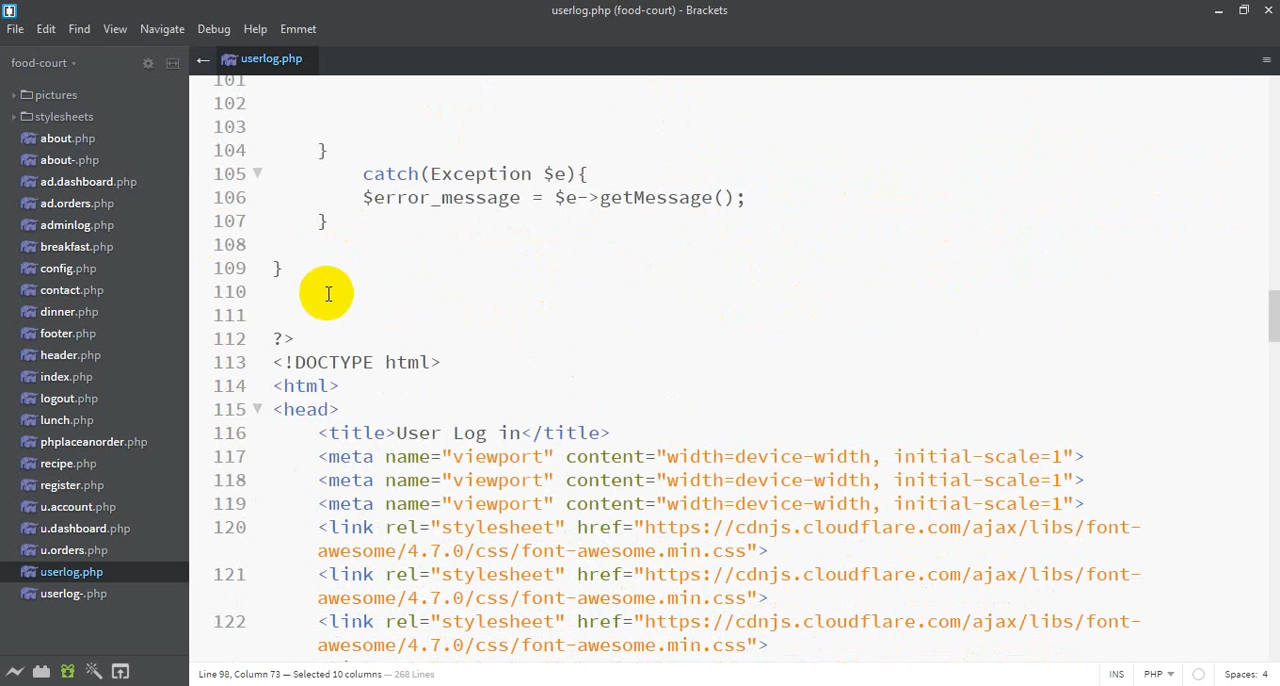 userlog.php (food-court) - Brackets
File Edit Find View Navigate Debug Help Emmet
food-court
userlog.php
pictures
stylesheets
about.php
about-.php
ad.dashboard.php
ad.orders.php
adminlog.php
breakfast.php
config.php
contact.php
dinner.php
footer.php
header.php
index.php
logout.php
lunch.php
phplaceanorder.php
recipe.php
register.php
u.account.php
u.dashboard.php
u.orders.php
userlog.php
userlog-.php
101
102
103
104 }
105 catch(Exception $e){
106 $error_message = $e->getMessage();
107 }
108
109 }
110
111
112 ?>
113 <!DOCTYPE html>
114 <html>
115 <head>
116 <title>User Log in</title>
117 <meta name="viewport" content="width=device-width, initial-scale=1">
118 <meta name="viewport" content="width=device-width, initial-scale=1">
119 <meta name="viewport" content="width=device-width, initial-scale=1">
120 <link rel="stylesheet" href="https://cdnjs.cloudflare.com/ajax/libs/font-
awesome/4.7.0/css/font-awesome.min.css">
121 <link rel="stylesheet" href="https://cdnjs.cloudflare.com/ajax/libs/font-
awesome/4.7.0/css/font-awesome.min.css">
122 <link rel="stylesheet" href="https://cdnjs.cloudflare.com/ajax/libs/font-
awesome/4.7.0/css/font-awesome.min.css">
Line 98, Column 73 — Selected 10 columns — 268 Lines
INS PHP Spaces: 4